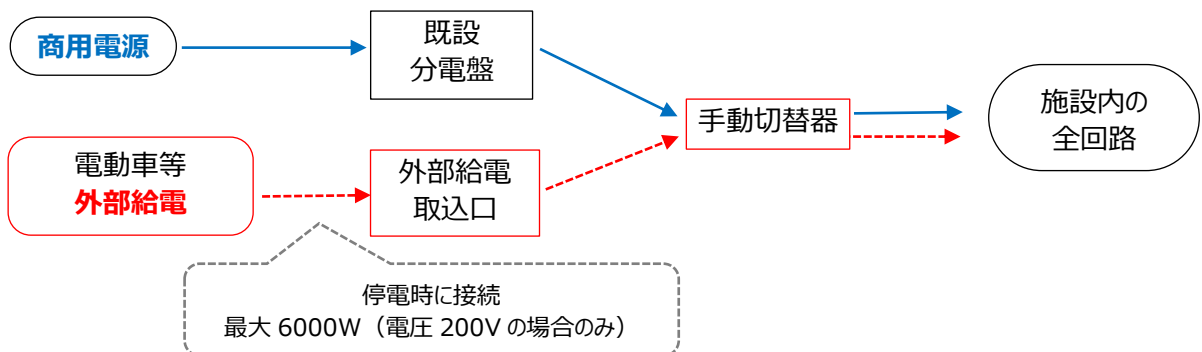 商用電源
既設
分電盤
手動切替器
施設内の
全回路
電動車等
外部給電
外部給電
取込口
停電時に接続
最大 6000W（電圧 200V の場合のみ）